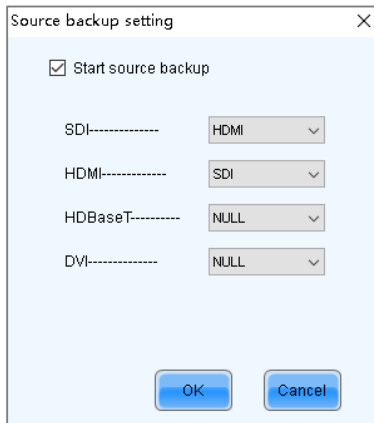 Source backup setting
Start source backup
SDI-------------- HDMI
HDMI------------- SDI
HDBaseT---------- NULL
DVI-------------- NULL
OK Cancel